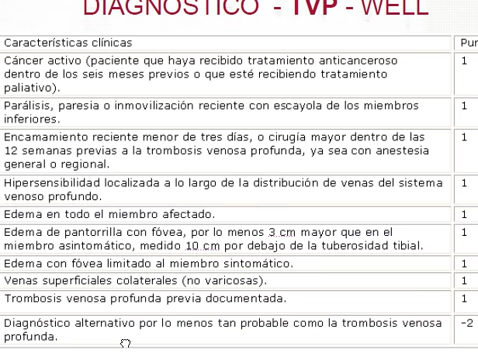 DIAGNÓSTICO - TVP - WELL
Características clínicas
Cáncer activo (paciente que haya recibido tratamiento anticanceroso 1
dentro de los seis meses previos o que esté recibiendo tratamiento
paliativo).
Parálisis, paresia o inmovilización reciente con escayola de los miembros 1
inferiores.
Encamamiento reciente menor de tres días, o cirugía mayor dentro de las 1
12 semanas previas a la trombosis venosa profunda, ya sea con anestesia
general o regional.
Hipersensibilidad localizada a lo largo de la distribución de venas del sistema 1
venoso profundo.
Edema en todo el miembro afectado. 1
Edema de pantorrilla con fóvea, por lo menos 3 cm mayor que en el 1
miembro asintomático, medido 10 cm por debajo de la tuberosidad tibial.
Edema con fóvea limitado al miembro sintomático. 1
Venas superficiales colaterales (no varicosas). 1
Trombosis venosa profunda previa documentada. 1
Diagnóstico alternativo por lo menos tan probable como la trombosis venosa -2
profunda.